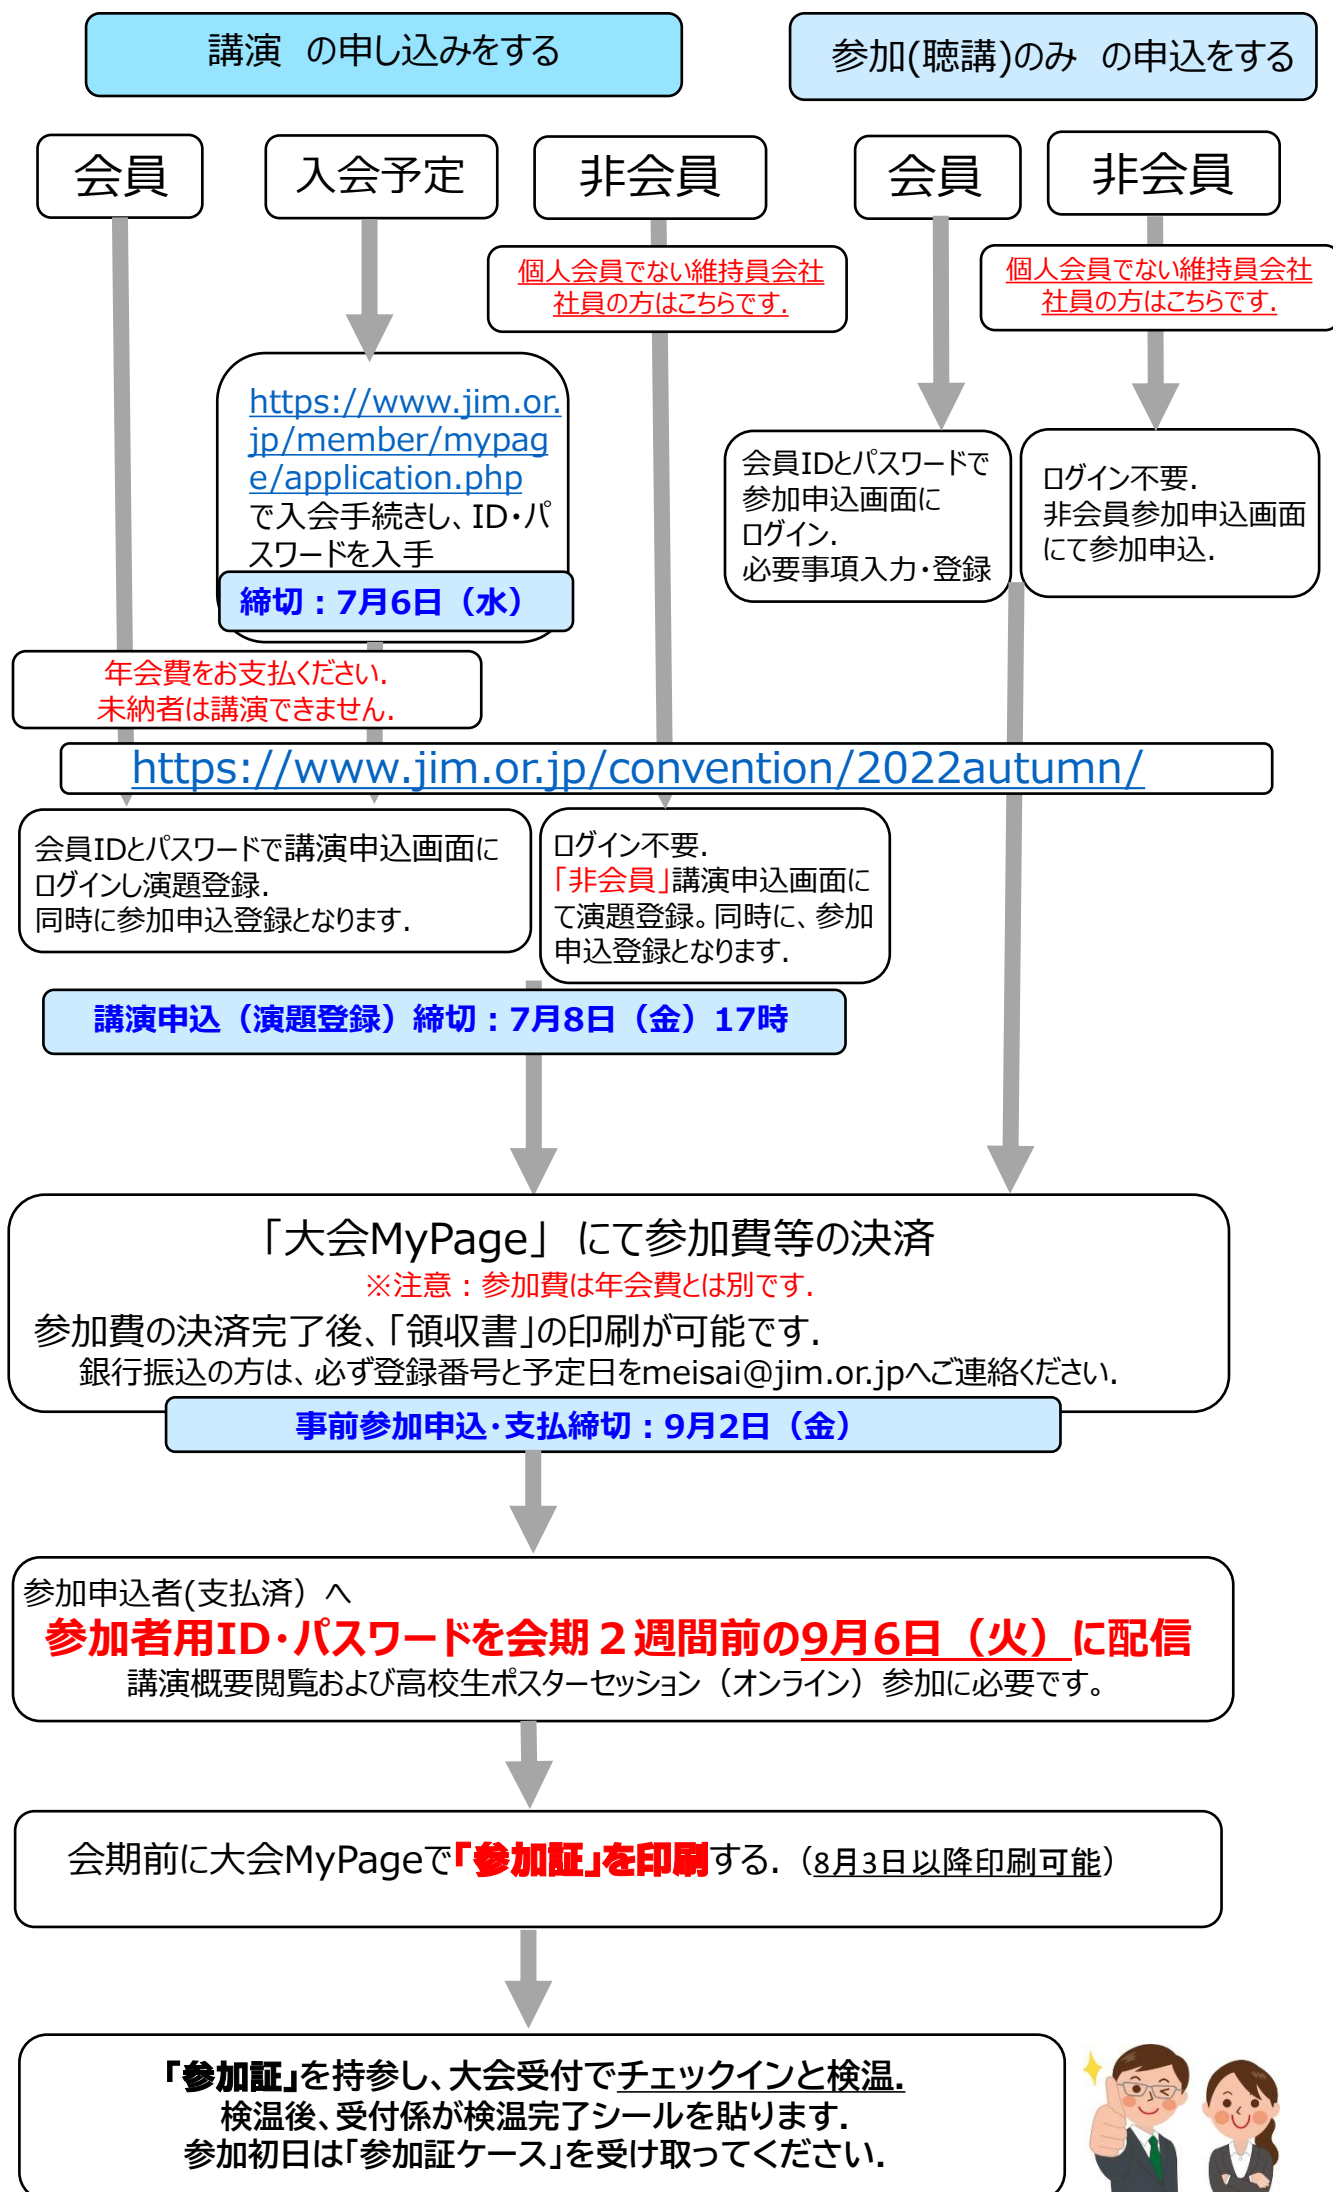 講演 の申し込みをする
参加(聴講)のみ の申込をする
会員
入会予定
非会員
会員
非会員
個人会員でない維持員会社
社員の方はこちらです.
個人会員でない維持員会社
社員の方はこちらです.
https://www.jim.or.
jp/member/mypag
e/application.php
で入会手続きし、ID・パ
スワードを入手
締切：7月6日（水）
会員IDとパスワードで
参加申込画面に
ログイン.
必要事項入力・登録
ログイン不要.
非会員参加申込画面
にて参加申込.
年会費をお支払ください.
未納者は講演できません.
https://www.jim.or.jp/convention/2022autumn/
会員IDとパスワードで講演申込画面に
ログインし演題登録.
同時に参加申込登録となります.
ログイン不要.
「非会員」講演申込画面に
て演題登録。同時に、参加
申込登録となります.
講演申込（演題登録）締切：7月8日（金）17時
「大会MyPage」 にて参加費等の決済
※注意：参加費は年会費とは別です.
参加費の決済完了後、「領収書」の印刷が可能です.
銀行振込の方は、必ず登録番号と予定日をmeisai@jim.or.jpへご連絡ください.
事前参加申込・支払締切：9月2日（金）
参加申込者(支払済）へ
参加者用ID・パスワードを会期２週間前の9月6日（火）に配信
講演概要閲覧および高校生ポスターセッション（オンライン）参加に必要です。
会期前に大会MyPageで「参加証」を印刷する.（8月3日以降印刷可能）
「参加証」を持参し、大会受付でチェックインと検温.
検温後、受付係が検温完了シールを貼ります.
参加初日は「参加証ケース」を受け取ってください.